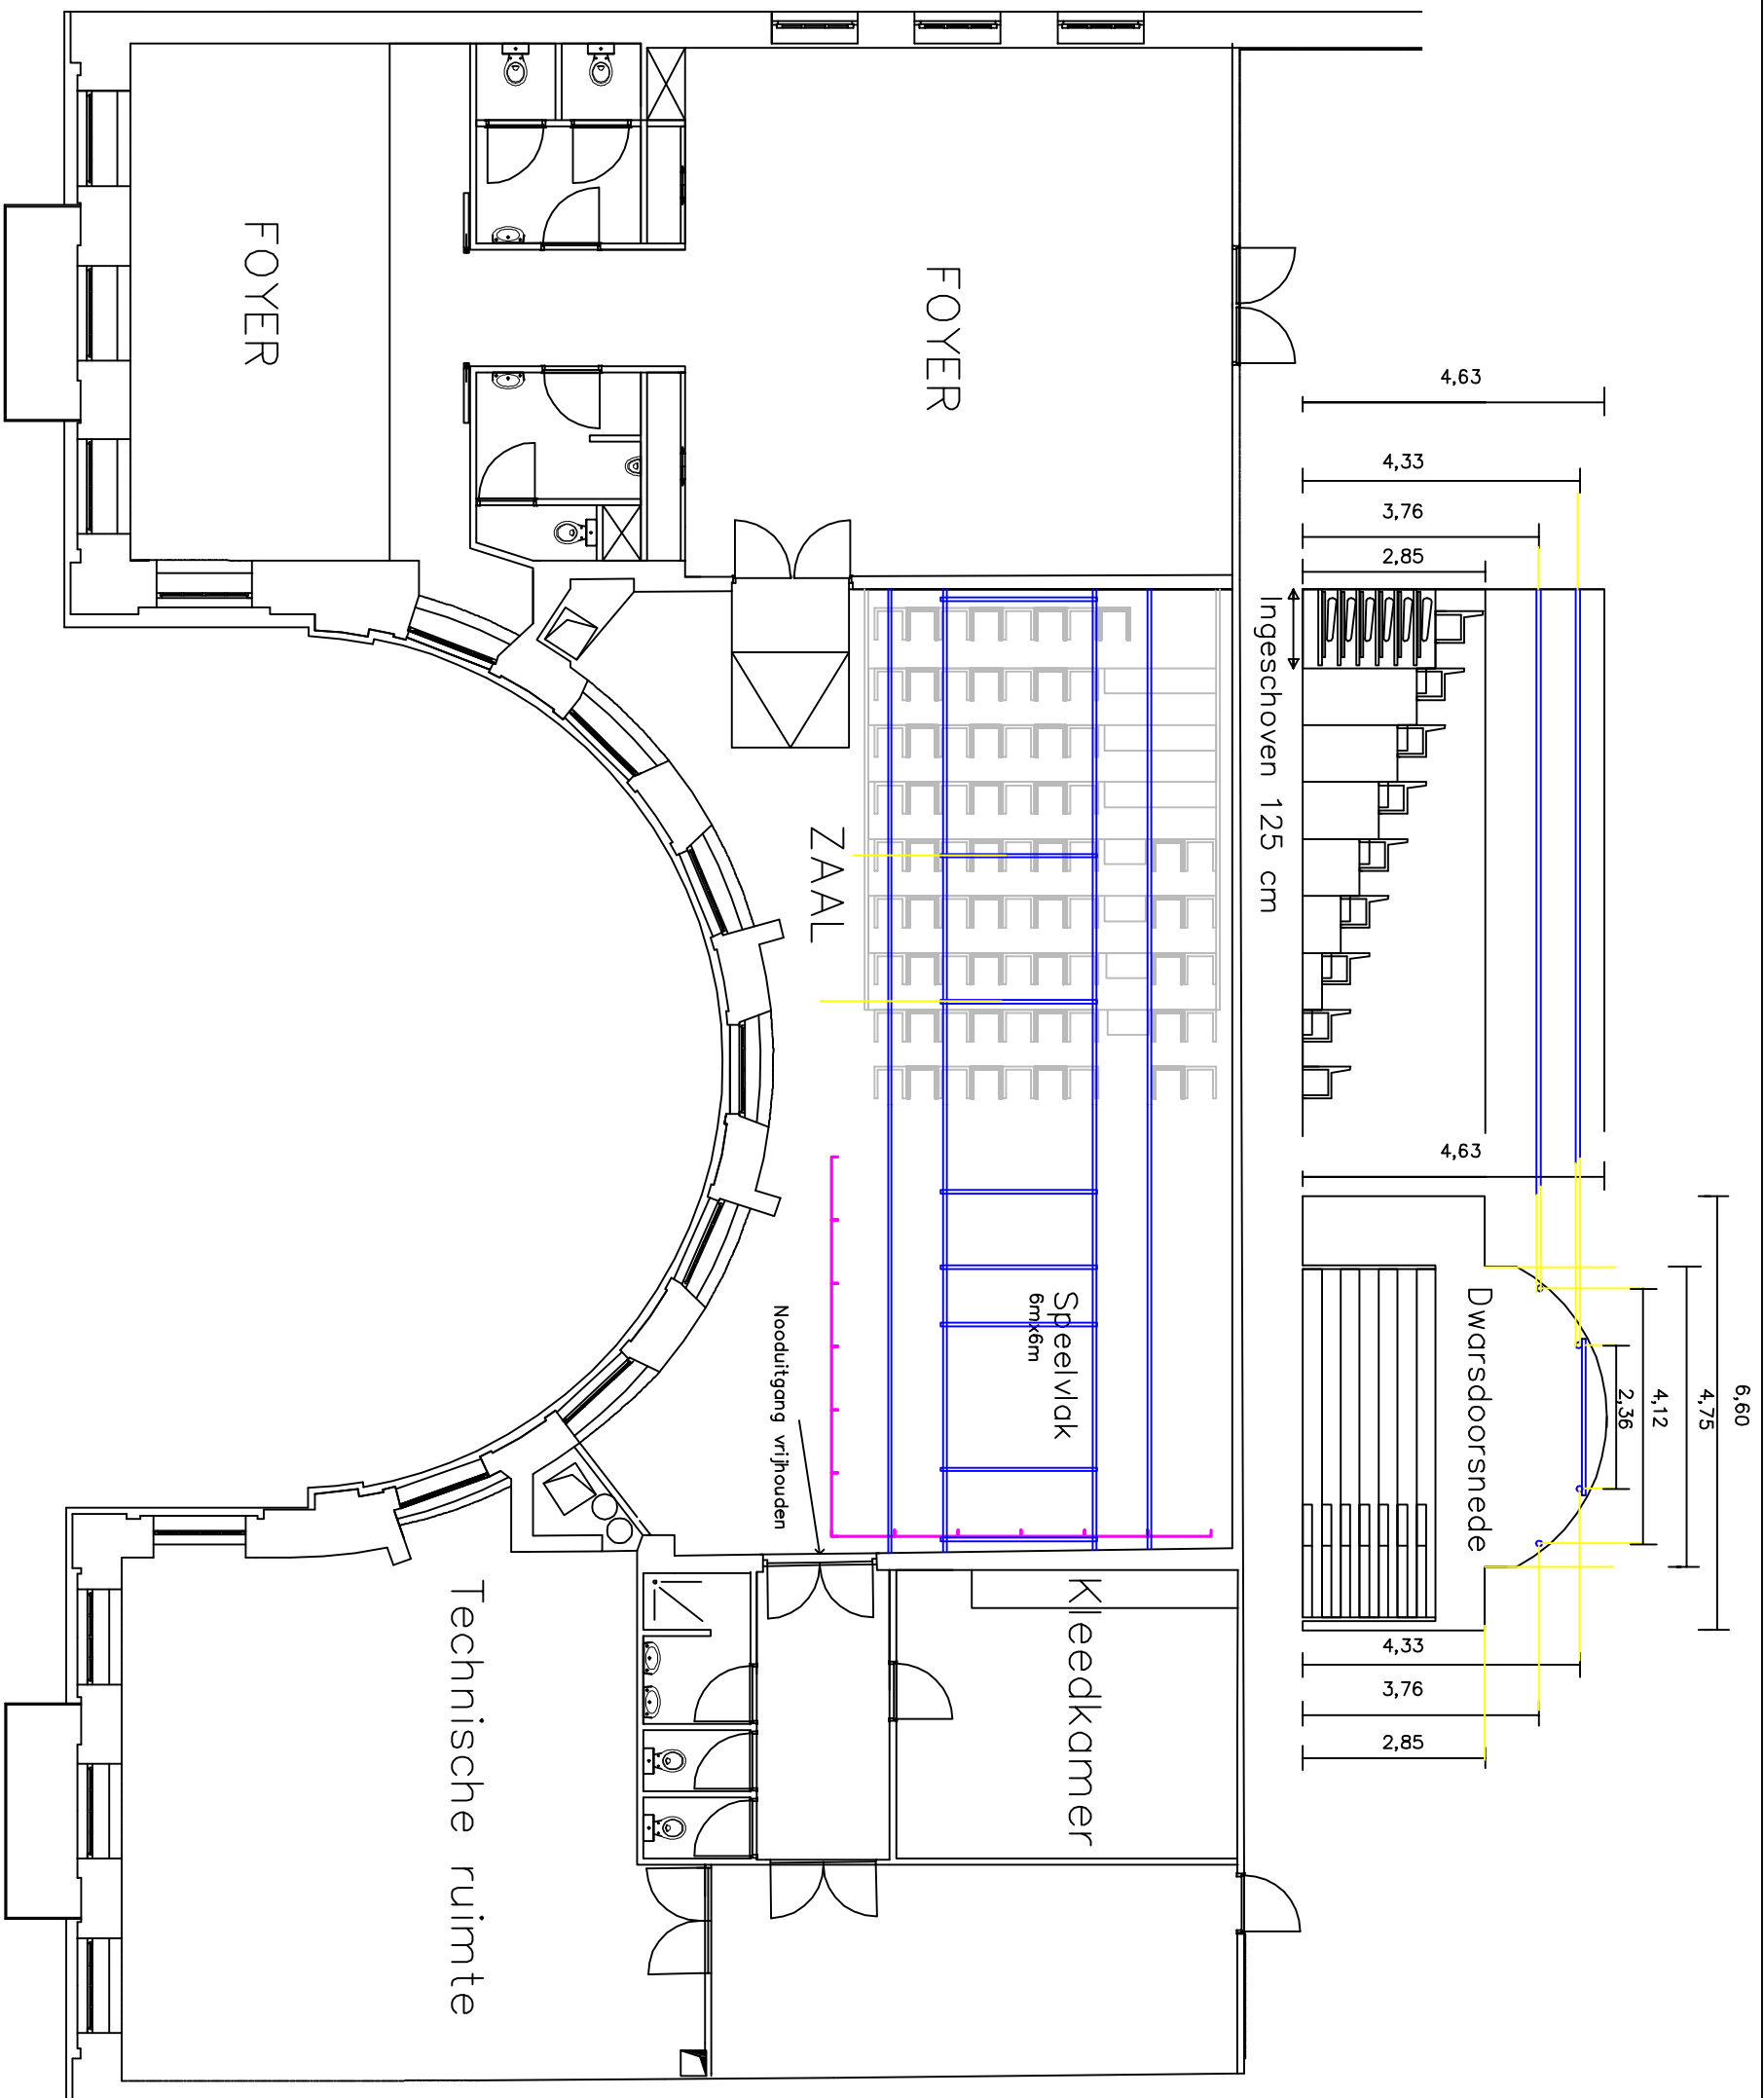 4,63
4,33
3,76
2,85
FOYER
FOYER
Ingeschoven 125 cm
ZAAL
4,63
6,60
4,75
4,12
2,36
Dwarsdoorsnede
Speelvlak
6mx6m
Nooduitgang vrijhouden
4,33
3,76
2,85
Kleedkamer
Technische ruimte